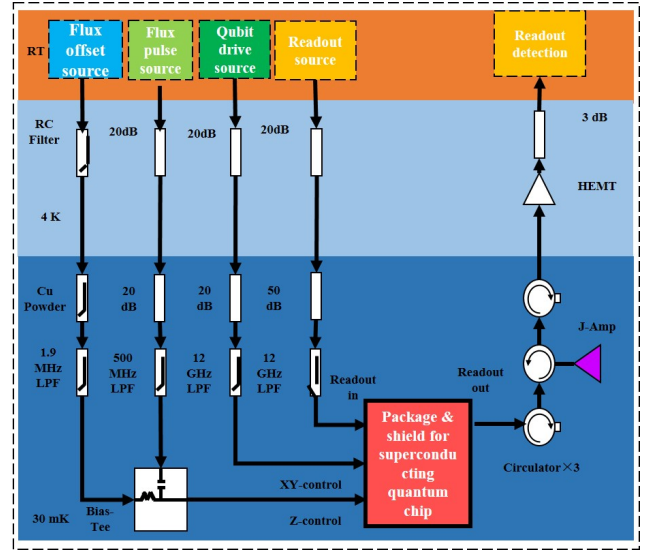 RT
Flux
offset
source
Flux
pulse
source
Qubit
drive
source
Readout
source
Readout
detection
RC
Filter
20dB
20dB
20dB
3 dB
HEMT
4 K
Cu
Powder
20
dB
20
dB
50
dB
J-Amp
1.9
MHz
LPF
500
MHz
LPF
12
GHz
LPF
12
GHz
LPF
Readout
in
Readout
out
Package &
shield for
supercondu
cting
quantum
chip
Circulator×3
XY-control
30 mK
Bias-
Tee
Z-control